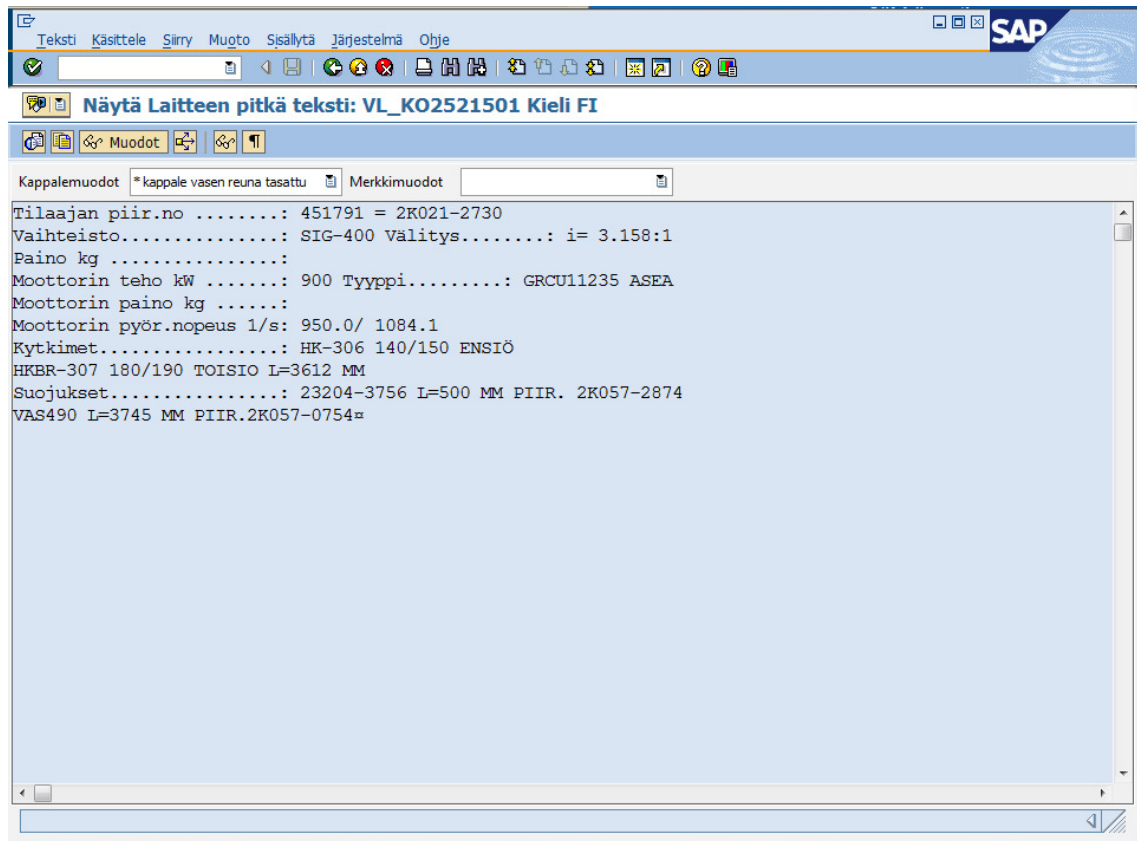 Teksti Käsittele Siirry Muoto Sisällytä Järjestelmä Ohje
SAP
Näytä Laitteen pitkä teksti: VL_KO2521501 Kieli FI
Muodot
Kappalemuodot *kappale vasen reuna tasattu Merkkimuodot
Tilaajan piir.no ........: 451791 = 2K021-2730
Vaihteisto...............: SIG-400 Välitys........: i= 3.158:1
Paino kg ................:
Moottorin teho kW .......: 900 Tyyppi.........: GRCU11235 ASEA
Moottorin paino kg ......:
Moottorin pyör.nopeus 1/s: 950.0/ 1084.1
Kytkimet.................: HK-306 140/150 ENSIÖ
HKBR-307 180/190 TOISIO L=3612 MM
Suojukset................: 23204-3756 L=500 MM PIIR. 2K057-2874
VAS490 L=3745 MM PIIR.2K057-0754¤